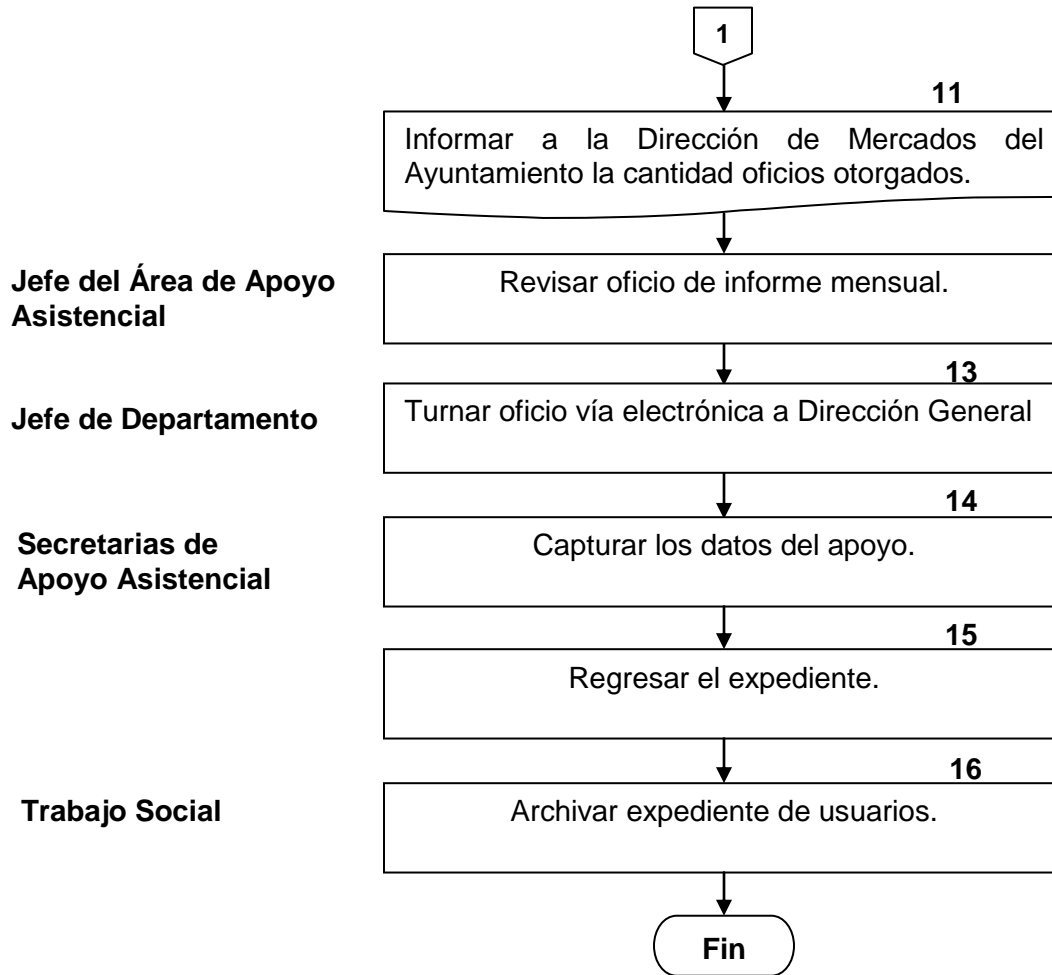 1
11
Informar a la Dirección de Mercados del
Ayuntamiento la cantidad oficios otorgados.
Jefe del Área de Apoyo
Asistencial
Revisar oficio de informe mensual.
13
Jefe de Departamento
Turnar oficio vía electrónica a Dirección General
14
Secretarias de
Apoyo Asistencial
Capturar los datos del apoyo.
15
Regresar el expediente.
16
Trabajo Social
Archivar expediente de usuarios.
Fin